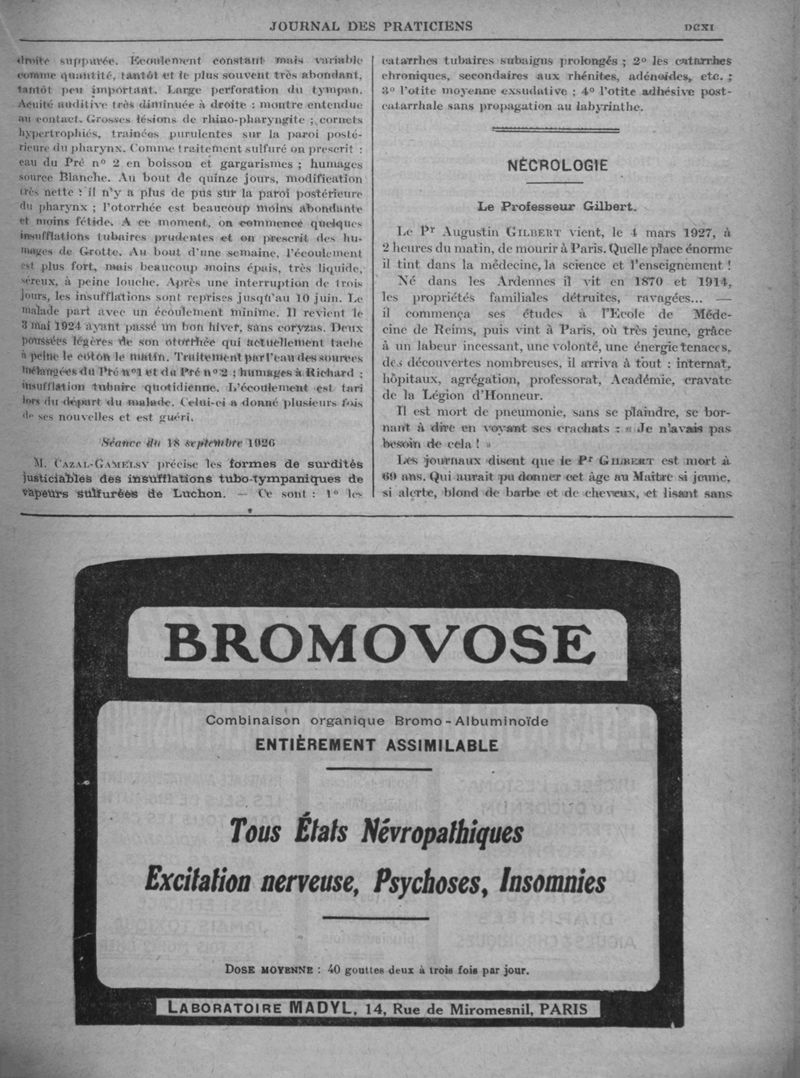 JOURNAL DES PRATICIENS
DCXI
droite suppurée. Ecoulement constant mais variable
comme quantité, tantôt et le plus souvent très abondant,
tantôt peu important. Large perforation du tympan.
Acuité auditive très diminuée à droite : montre entendue
au contact. Grosses lésions de rhino-pharyngite ; cornets
hypertrophiés, trainées purulentes sur la paroi posté-
rieure du pharynx. Comme traitement sulfuré on prescrit :
eau du Pré n° 2 en boisson et gargarismes ; humages
source Blanche. Au bout de quinze jours, modification
très nette : il n'y a plus de pus sur la paroi postérieure
du pharynx ; l'otorrhée est beaucoup moins abondante
et moins fétide. A ce moment, on commence quelques
insufflations tubaires prudentes et on prescrit des hu-
mages de Grotte. Au bout d'une semaine, l'écoulement
est plus fort, mais beaucoup moins épais, très liquide,
séreux, à peine louche. Après une interruption de trois
jours, les insufflations sont reprises jusqu'au 10 juin. Le
malade part avec un écoulement minime. Il revient le
3 mai 1924 ayant passé un bon hiver, sans coryzas. Deux
poussées légères de son otorrhée qui actuellement tache
à peine le coton le matin. Traitement par l'eau des sources
mélangées du Pré n°1 et du Pré n°2 ; humages à Richard ;
insufflation tubaire quotidienne. L'écoulement est tari
lors du départ du malade. Celui-ci a donné plusieurs fois
de ses nouvelles et est guéri.
Séance du 18 septembre 1926
M. CAZAL-GAMELSY précise les formes de surdités
justiciables des insufflations tubo-tympaniques de
vapeurs sulfurées de Luchon. — Ce sont : 1° les
catarrhes tubaires subaigus prolongés ; 2° les catarrhes
chroniques, secondaires aux rhénites, adénoïdes, etc. ;
3° l'otite moyenne exsudative ; 4° l'otite adhésive post-
catarrhale sans propagation au labyrinthe.
NÉCROLOGIE
Le Professeur Gilbert.
Le Pr Augustin GILBERT vient, le 4 mars 1927, à
2 heures du matin, de mourir à Paris. Quelle place énorme
il tint dans la médecine, la science et l'enseignement !
Né dans les Ardennes il vit en 1870 et 1914,
les propriétés familiales détruites, ravagées... —
il commença ses études à l'Ecole de Méde-
cine de Reims, puis vint à Paris, où très jeune, grâce
à un labeur incessant, une volonté, une énergie tenaces,
des découvertes nombreuses, il arriva à tout : internat,
hôpitaux, agrégation, professorat, Académie, cravate
de la Légion d'Honneur.
Il est mort de pneumonie, sans se plaindre, se bor-
nant à dire en voyant ses crachats : « Je n'avais pas
besoin de cela ! »
Les journaux disent que le Pr GILBERT est mort à
69 ans. Qui aurait pu donner cet âge au Maître si jeune,
si alerte, blond de barbe et de cheveux, et lisant sans
BROMOVOSE
Combinaison organique Bromo-Albuminoïde
ENTIÈREMENT ASSIMILABLE
Tous États Névropathiques
Excitation nerveuse, Psychoses, Insomnies
DOSE MOYENNE : 40 gouttes deux à trois fois par jour.
LABORATOIRE MADYL, 14, Rue de Miromesnil, PARIS